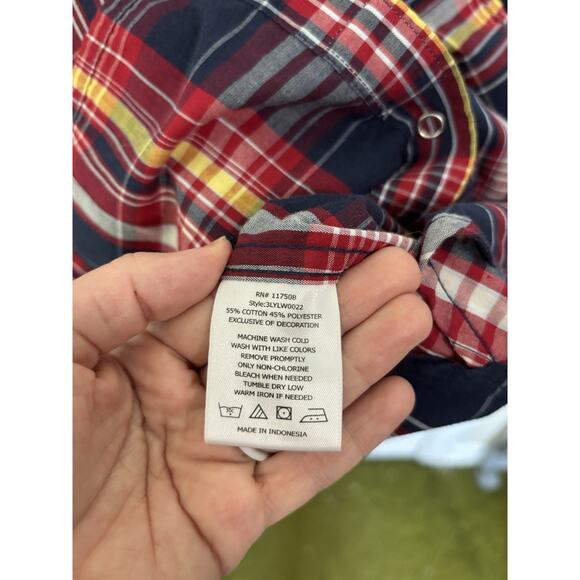 RN# 117508
Style:3LYLW0022
55% COTTON 45% POLYESTER
EXCLUSIVE OF DECORATION
MACHINE WASH COLD
WASH WITH LIKE COLORS
REMOVE PROMPTLY
ONLY NON-CHLORINE
BLEACH WHEN NEEDED
TUMBLE DRY LOW
WARM IRON IF NEEDED
30C
MADE IN INDONESIA